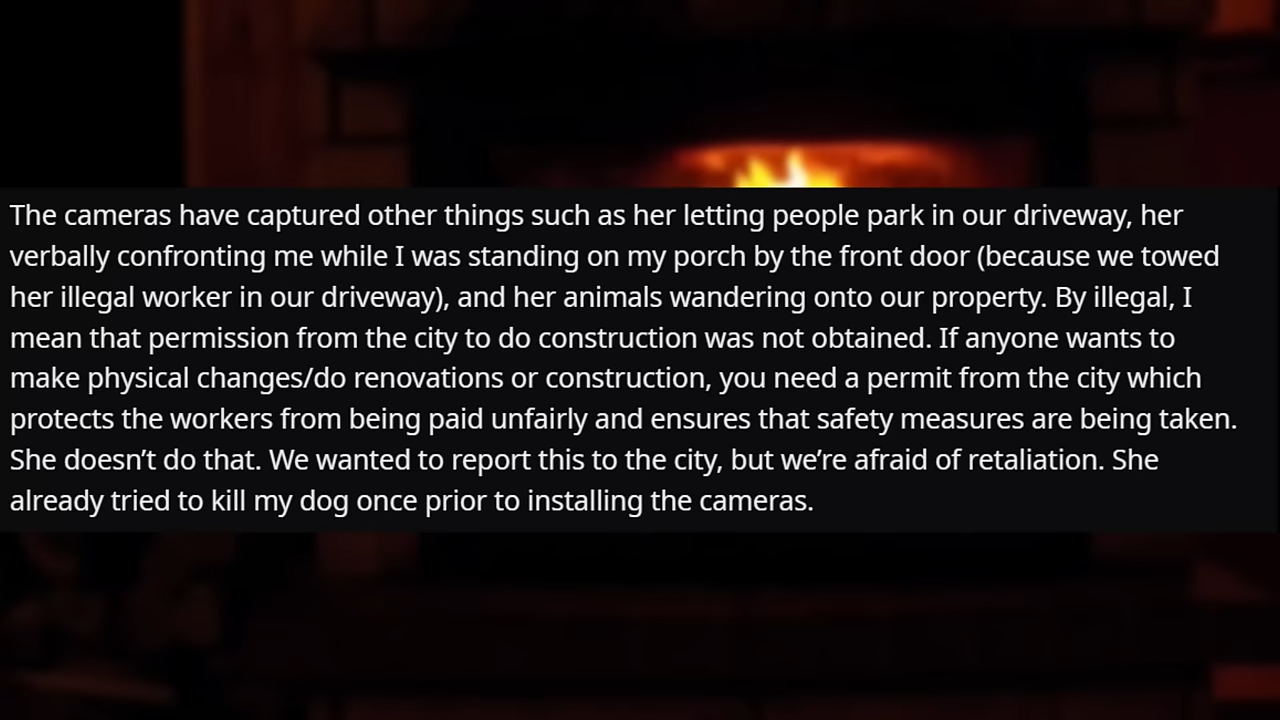 The cameras have captured other things such as her letting people park in our driveway, her
verbally confronting me while I was standing on my porch by the front door (because we towed
her illegal worker in our driveway), and her animals wandering onto our property. By illegal, I
mean that permission from the city to do construction was not obtained. If anyone wants to
make physical changes/do renovations or construction, you need a permit from the city which
protects the workers from being paid unfairly and ensures that safety measures are being taken.
She doesn’t do that. We wanted to report this to the city, but we’re afraid of retaliation. She
already tried to kill my dog once prior to installing the cameras.